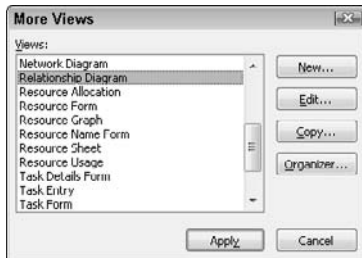 More Views
Views:
Network Diagram
Relationship Diagram
Resource Allocation
Resource Form
Resource Graph
Resource Name Form
Resource Sheet
Resource Usage
Task Details Form
Task Entry
Task Form
New...
Edit...
Copy...
Organizer...
Apply
Cancel